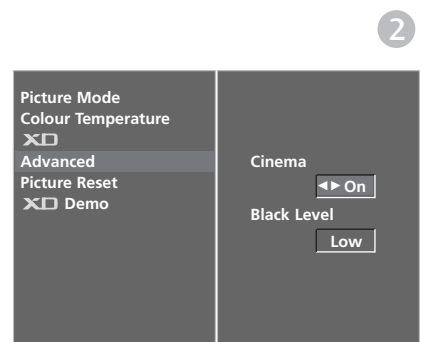 2
Picture Mode
Colour Temperature
XD
Advanced
Picture Reset
XD Demo
Cinema
◄► On
Black Level
Low